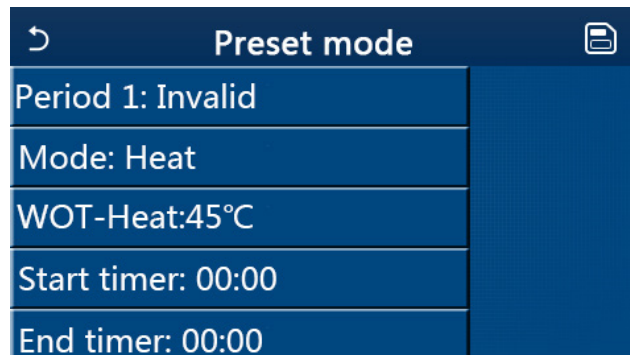 Preset mode
Period 1: Invalid
Mode: Heat
WOT-Heat:45℃
Start timer: 00:00
End timer: 00:00